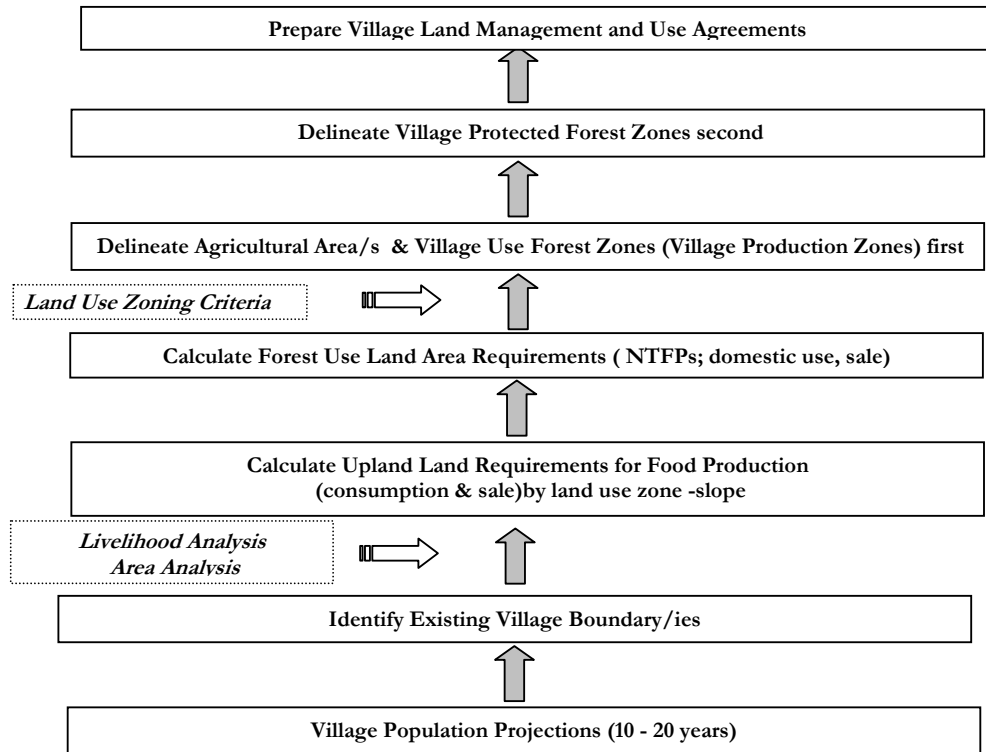 Prepare Village Land Management and Use Agreements
Delineate Village Protected Forest Zones second
Delineate Agricultural Area/s & Village Use Forest Zones (Village Production Zones) first
Land Use Zoning Criteria
Calculate Forest Use Land Area Requirements ( NTFPs; domestic use, sale)
Calculate Upland Land Requirements for Food Production
(consumption & sale)by land use zone -slope
Livelihood Analysis
Area Analysis
Identify Existing Village Boundary/ies
Village Population Projections (10 - 20 years)